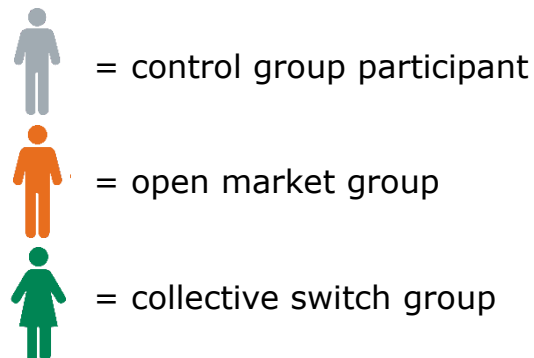 = control group participant
= open market group
= collective switch group